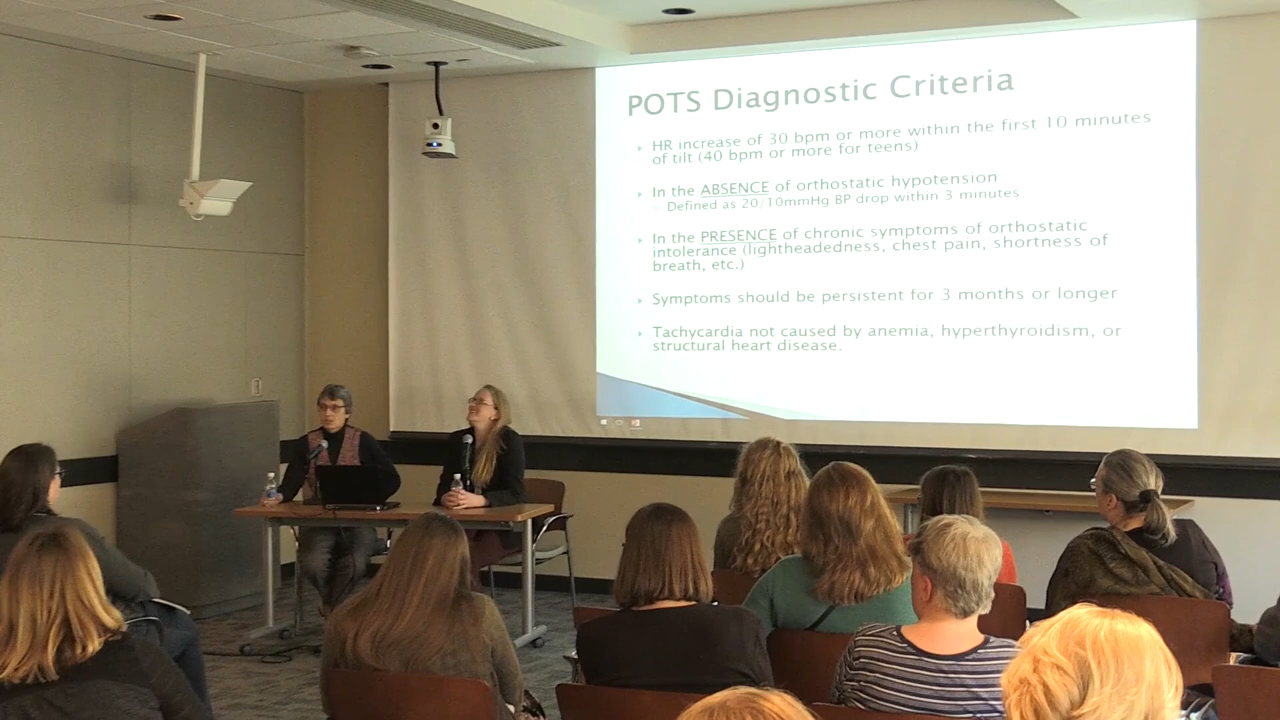 POTS Diagnostic Criteria
HR increase of 30 bpm or more within the first 10 minutes
of tilt (40 bpm or more for teens)
In the ABSENCE of orthostatic hypotension
Defined as 20/10mmHg BP drop within 3 minutes
In the PRESENCE of chronic symptoms of orthostatic
intolerance (lightheadedness, chest pain, shortness of
breath, etc.)
Symptoms should be persistent for 3 months or longer
Tachycardia not caused by anemia, hyperthyroidism, or
structural heart disease.